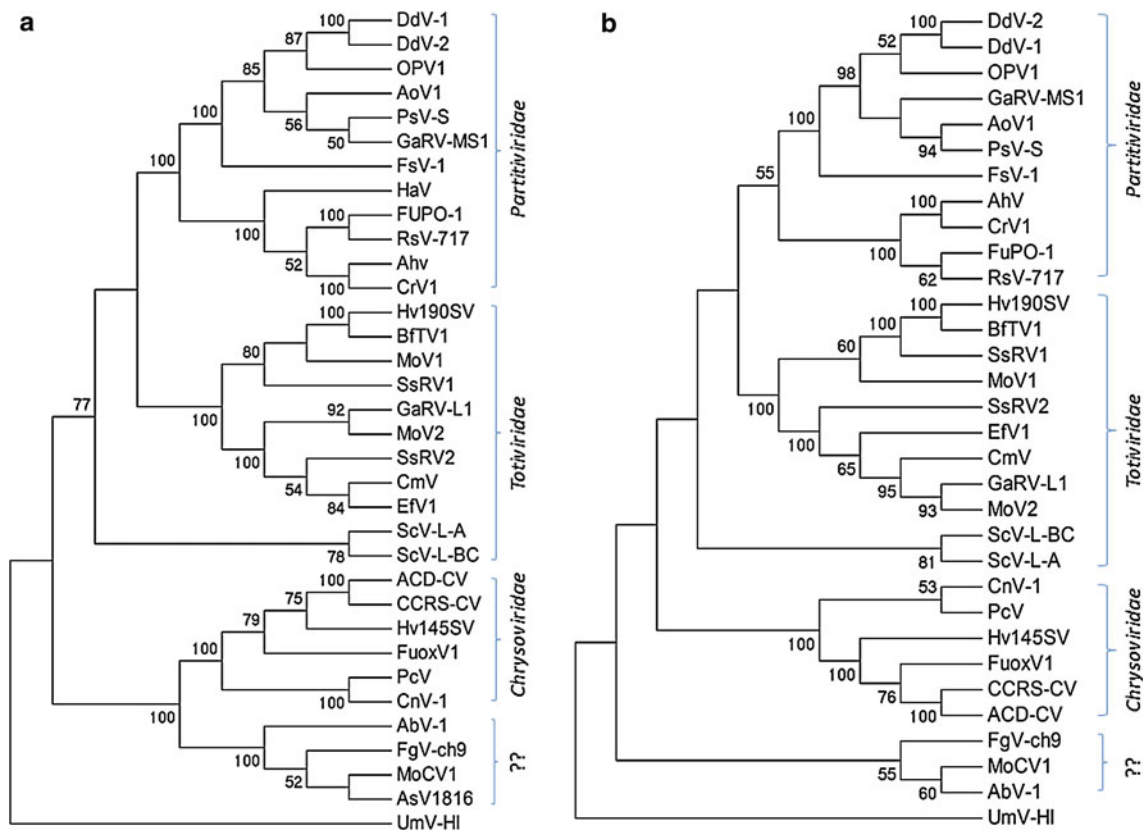 a
100
DdV-1
87
DdV-2
85
OPV1
100
AoV1
56
PsV-S
50
GaRV-MS1
100
FsV-1
HaV
100
100
FUPO-1
RsV-717
52
Ahv
100
CrV1
Partitiviridae
100
Hv190SV
BfTV1
80
MoV1
SsRV1
100
92
GaRV-L1
MoV2
100
SsRV2
54
CmV
84
EfV1
77
ScV-L-A
78
ScV-L-BC
Totiviridae
100
ACD-CV
75
CCRS-CV
79
Hv145SV
100
FuoxV1
PcV
100
CnV-1
Chrysoviridae
100
AbV-1
100
FgV-ch9
52
MoCV1
AsV1816
??
UmV-HI
b
100
DdV-2
52
DdV-1
98
OPV1
100
GaRV-MS1
AoV1
94
PsV-S
55
FsV-1
100
AhV
CrV1
100
FuPO-1
62
RsV-717
Partitiviridae
100
Hv190SV
100
BfTV1
60
SsRV1
MoV1
100
SsRV2
100
EfV1
65
CmV
95
GaRV-L1
93
MoV2
ScV-L-BC
81
ScV-L-A
Totiviridae
53
CnV-1
PcV
100
Hv145SV
100
FuoxV1
76
CCRS-CV
100
ACD-CV
Chrysoviridae
FgV-ch9
55
MoCV1
60
AbV-1
??
UmV-HI